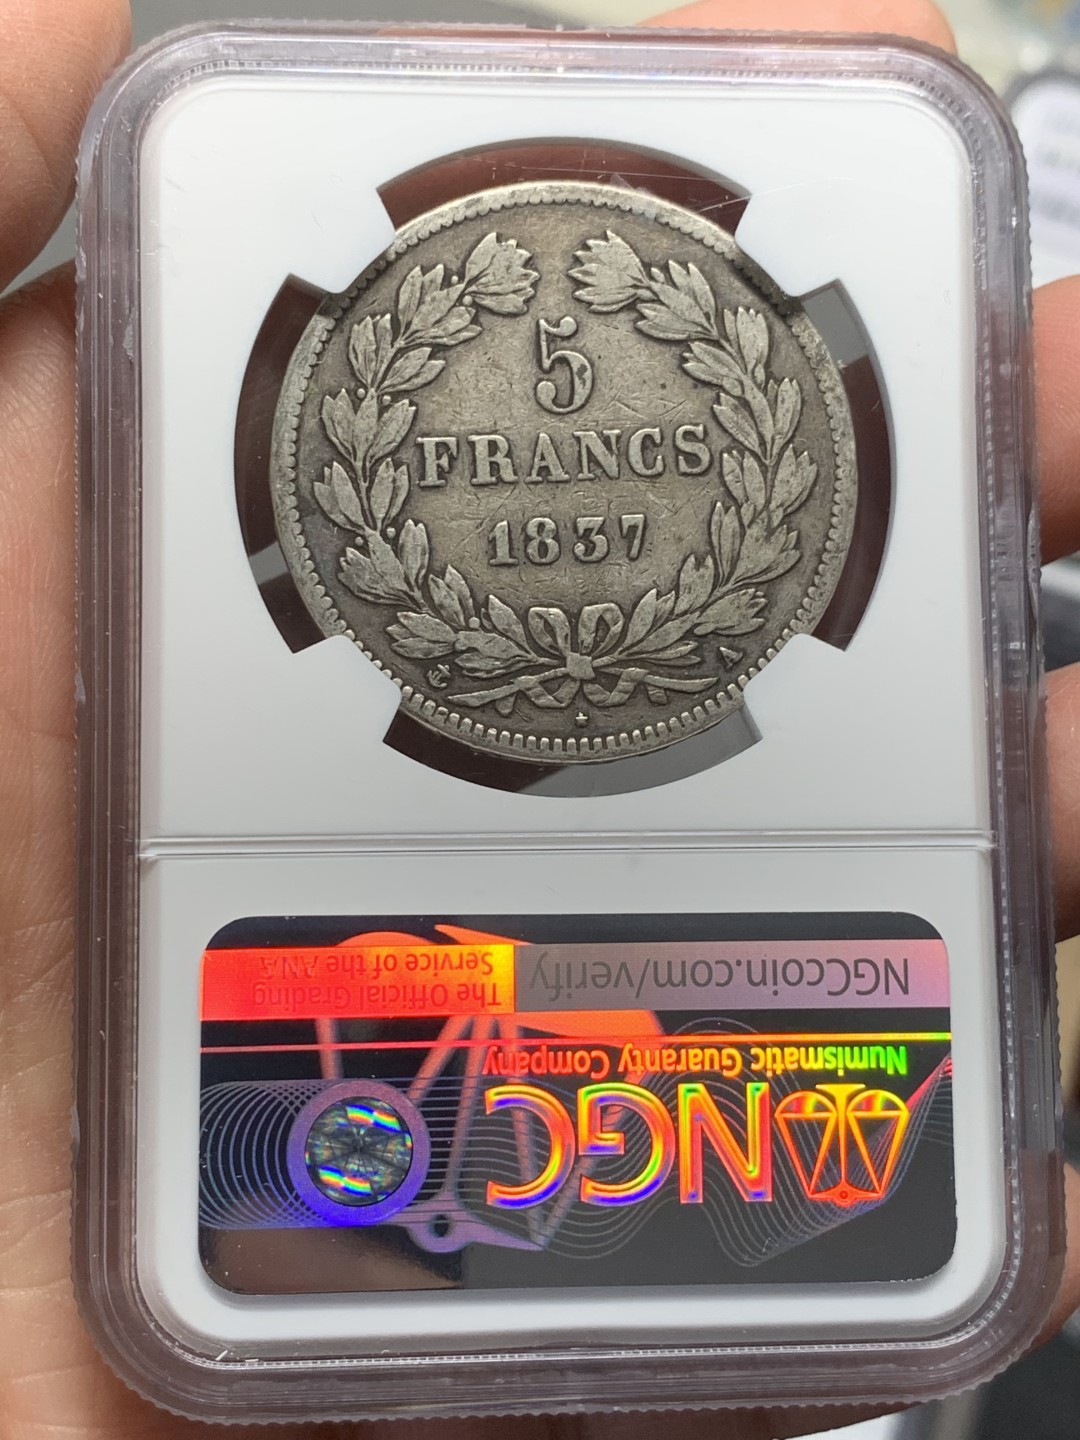 5
FRANCS
1837
A
NGCcoin.com/verify
The Official Grading
Service of the ANA
Numismatic Guaranty Company
NGC